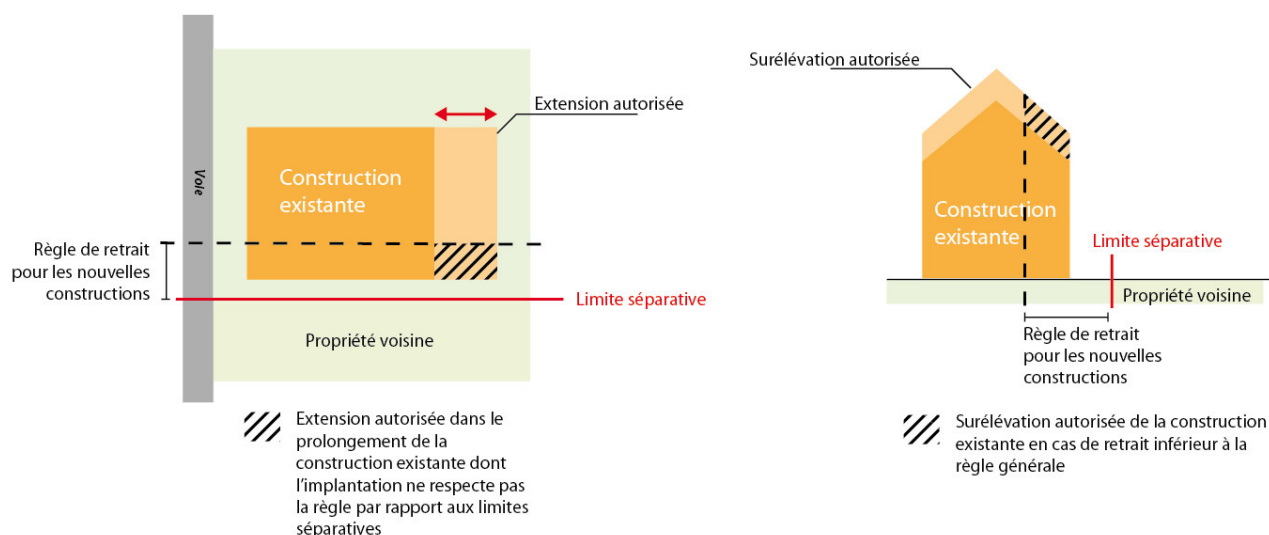 Voie
Extension autorisée
Construction
existante
Règle de retrait
pour les nouvelles
constructions
Limite séparative
Propriété voisine
Extension autorisée dans le
prolongement de la
construction existante dont
l’implantation ne respecte pas
la règle par rapport aux limites
séparatives
Surélévation autorisée
Construction
existante
Limite séparative
Propriété voisine
Règle de retrait
pour les nouvelles
constructions
Surélévation autorisée de la construction
existante en cas de retrait inférieur à la
règle générale